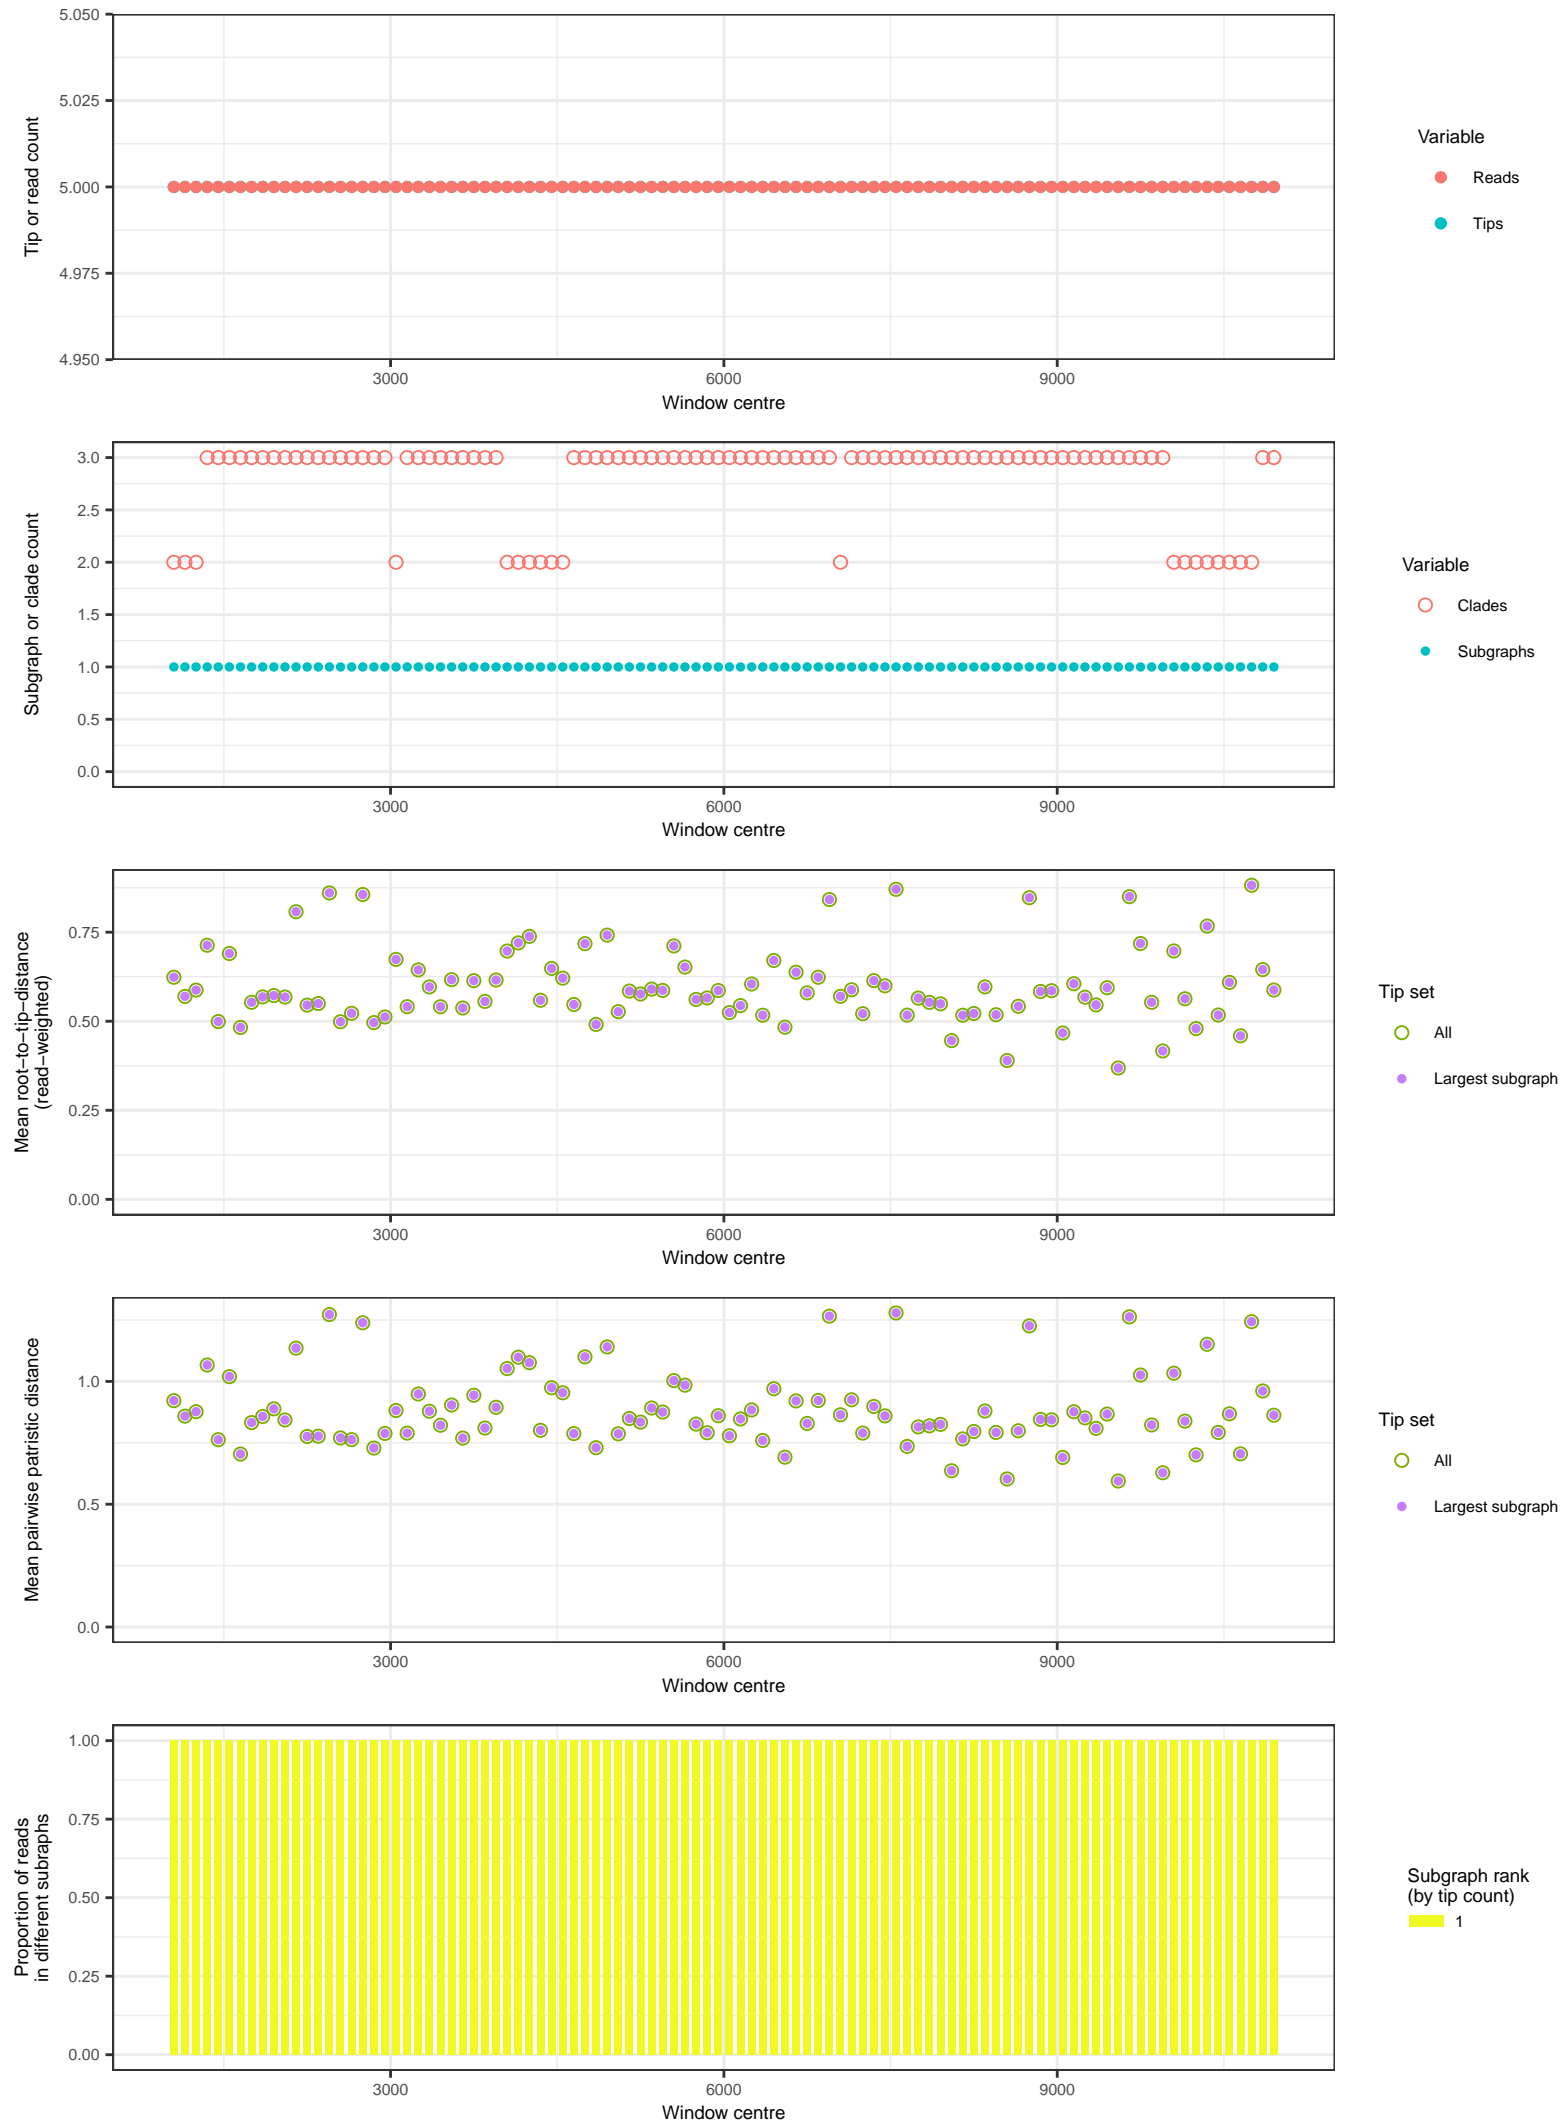 5.050
5.025
5.000
4.975
4.950
Tip or read count
3000 6000 9000
Window centre
Variable
Reads
Tips
3.0
2.5
2.0
1.5
1.0
0.5
0.0
Subgraph or clade count
3000 6000 9000
Window centre
Variable
Clades
Subgraphs
0.75
0.50
0.25
0.00
Mean root−to−tip−distance
(read−weighted)
3000 6000 9000
Window centre
Tip set
All
Largest subgraph
1.0
0.5
0.0
Mean pairwise patristic distance
3000 6000 9000
Window centre
Tip set
All
Largest subgraph
1.00
0.75
0.50
0.25
0.00
Proportion of reads
in different subraphs
3000 6000 9000
Window centre
Subgraph rank
(by tip count)
1